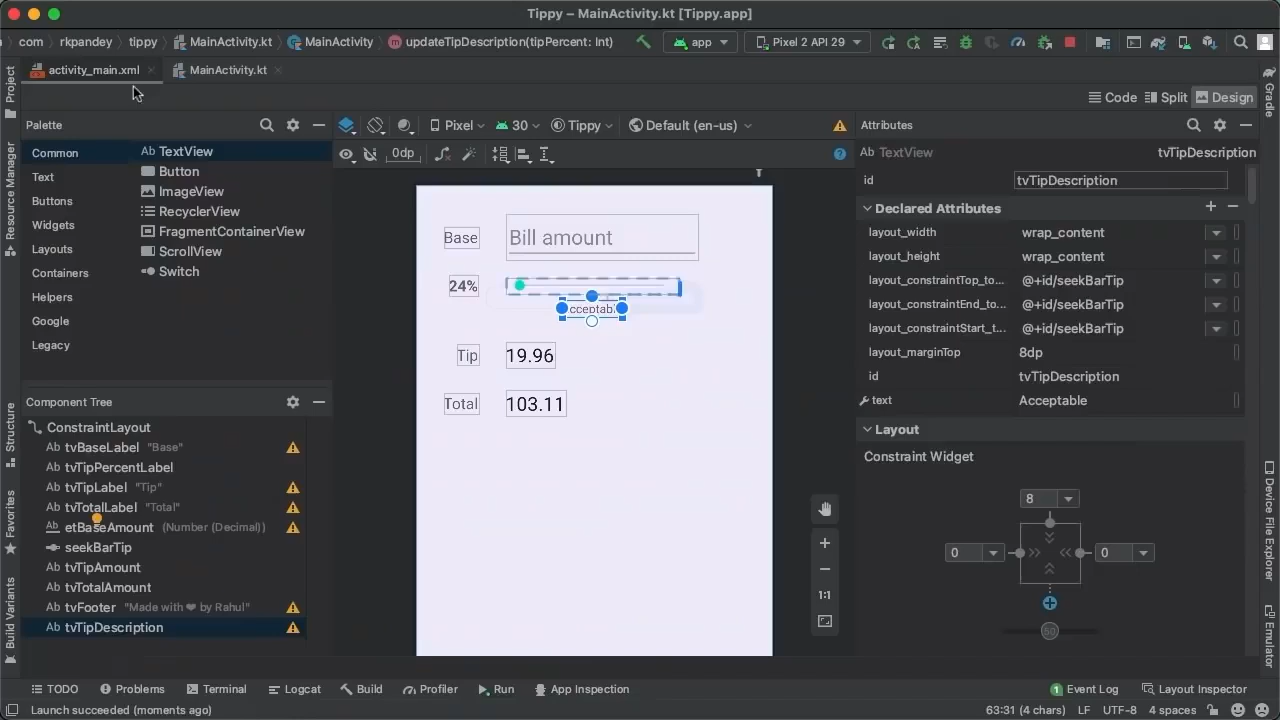 Tippy – MainActivity.kt [Tippy.app]
com rkpandey tippy MainActivity.kt MainActivity updateTipDescription(tipPercent: Int) app Pixel 2 API 29
activity_main.xml MainActivity.kt
Code Split Design
Project
Resource Manager
Structure
Favorites
Build Variants
Gradle
Device File Explorer
Emulator
Palette
Common
Text
Buttons
Widgets
Layouts
Containers
Helpers
Google
Legacy
Ab TextView
Button
ImageView
RecyclerView
FragmentContainerView
ScrollView
Switch
Pixel 30 Tippy Default (en-us)
0dp
Component Tree
ConstraintLayout
Ab tvBaseLabel "Base"
Ab tvTipPercentLabel
Ab tvTipLabel "Tip"
Ab tvTotalLabel "Total"
Ab etBaseAmount (Number (Decimal))
seekBarTip
Ab tvTipAmount
Ab tvTotalAmount
Ab tvFooter "Made with ❤ by Rahul"
Ab tvTipDescription
Base Bill amount
24%
cceptab
Tip 19.96
Total 103.11
1:1
Attributes
Ab TextView tvTipDescription
id tvTipDescription
Declared Attributes
layout_width wrap_content
layout_height wrap_content
layout_constraintTop_to... @+id/seekBarTip
layout_constraintEnd_to... @+id/seekBarTip
layout_constraintStart_t... @+id/seekBarTip
layout_marginTop 8dp
id tvTipDescription
text Acceptable
Layout
Constraint Widget
8
0 0
50
TODO Problems Terminal Logcat Build Profiler Run App Inspection 1 Event Log Layout Inspector
Launch succeeded (moments ago) 63:31 (4 chars) LF UTF-8 4 spaces